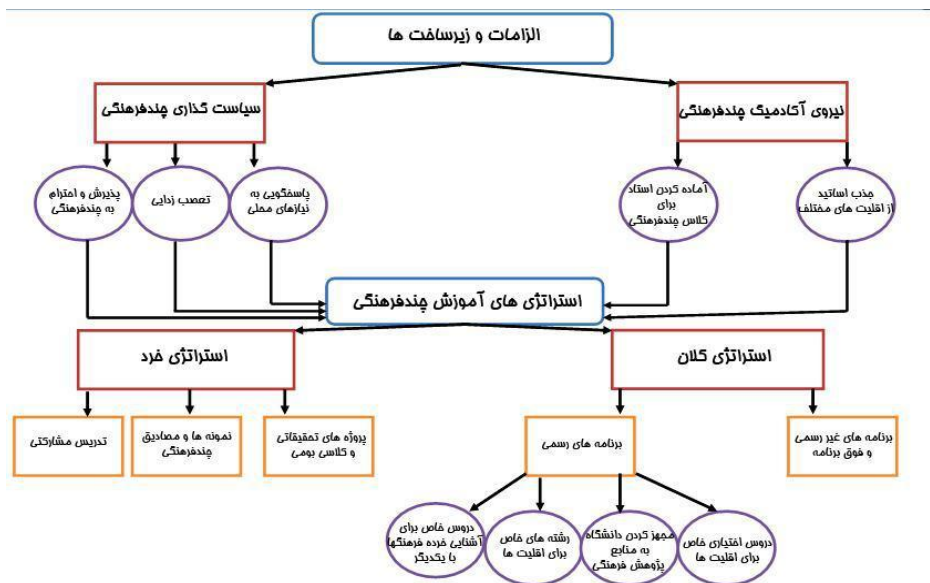 الزامات و زیرساخت ها
نیروی آکادمیک چندفرهنگی
سیاست گذاری چندفرهنگی
جذب اساتید
از اقلیت های مختلف
آماده کردن استاد
برای
کلاس چندفرهنگی
پاسخگویی به
نیازهای محلی
تعصب زدایی
پذیرش و احترام
به چندفرهنگی
استراتژی های آموزش چندفرهنگی
استراتژی کلان
استراتژی خرد
برنامه های غیر رسمی
و فوق برنامه
برنامه های رسمی
پروژه های تحقیقاتی
و کلاسی بومی
نمونه ها و مصادیق
چندفرهنگی
تدریس مشارکتی
دروس اختیاری خاص
برای اقلیت ها
مجهز کردن دانشگاه
به منابع
پژوهش فرهنگی
رشته های خاص
برای اقلیت ها
دروس خاص برای
آشنایی خرده فرهنگها
با یکدیگر